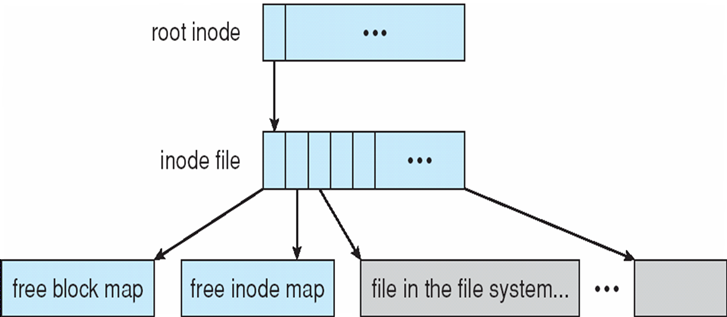 root inode
•••
inode file
•••
free block map
free inode map
file in the file system...
•••